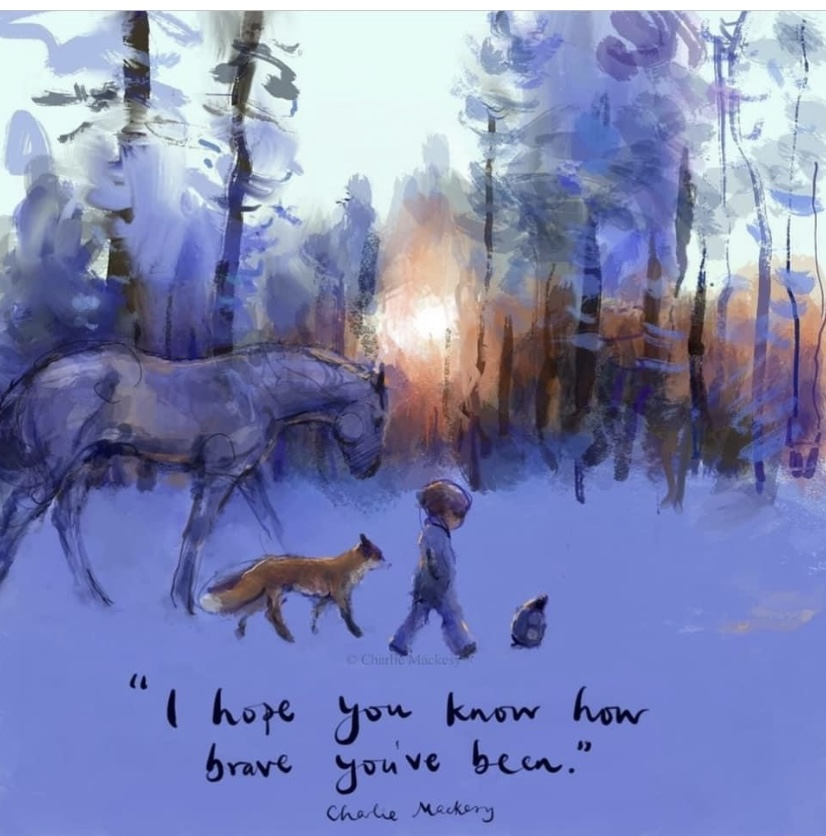 © Charlie Mackesy
“I hope you know how
brave you've been.”
Charlie Mackesy